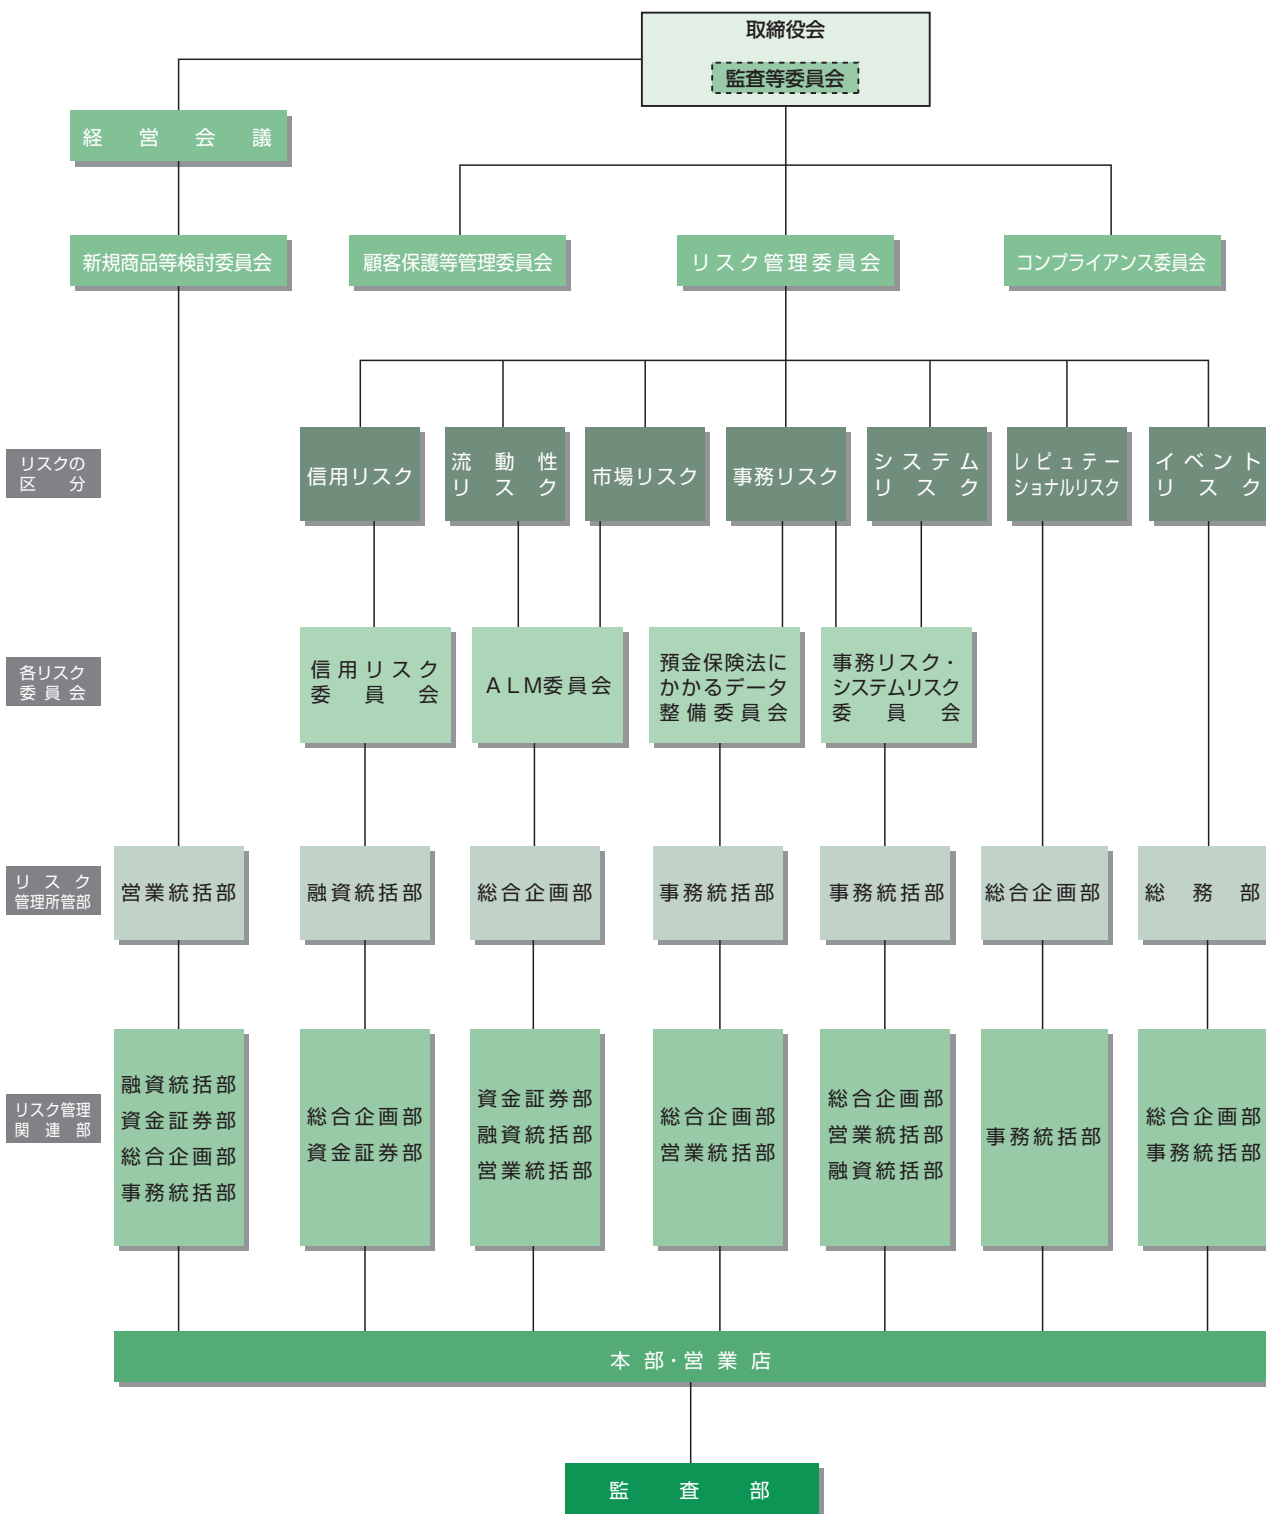 取締役会
監査等委員会
経営会議
新規商品等検討委員会
顧客保護等管理委員会
リスク管理委員会
コンプライアンス委員会
リスクの
区分
信用リスク
流動性
リスク
市場リスク
事務リスク
システム
リスク
レピュテー
ショナルリスク
イベント
リスク
各リスク
委員会
信用リスク
委員会
ALM委員会
預金保険法に
かかるデータ
整備委員会
事務リスク・
システムリスク
委員会
リスク
管理所管部
営業統括部
融資統括部
総合企画部
事務統括部
事務統括部
総合企画部
総務部
リスク管理
関連部
融資統括部
資金証券部
総合企画部
事務統括部
総合企画部
資金証券部
資金証券部
融資統括部
営業統括部
総合企画部
営業統括部
総合企画部
営業統括部
融資統括部
事務統括部
総合企画部
事務統括部
本部・営業店
監査部